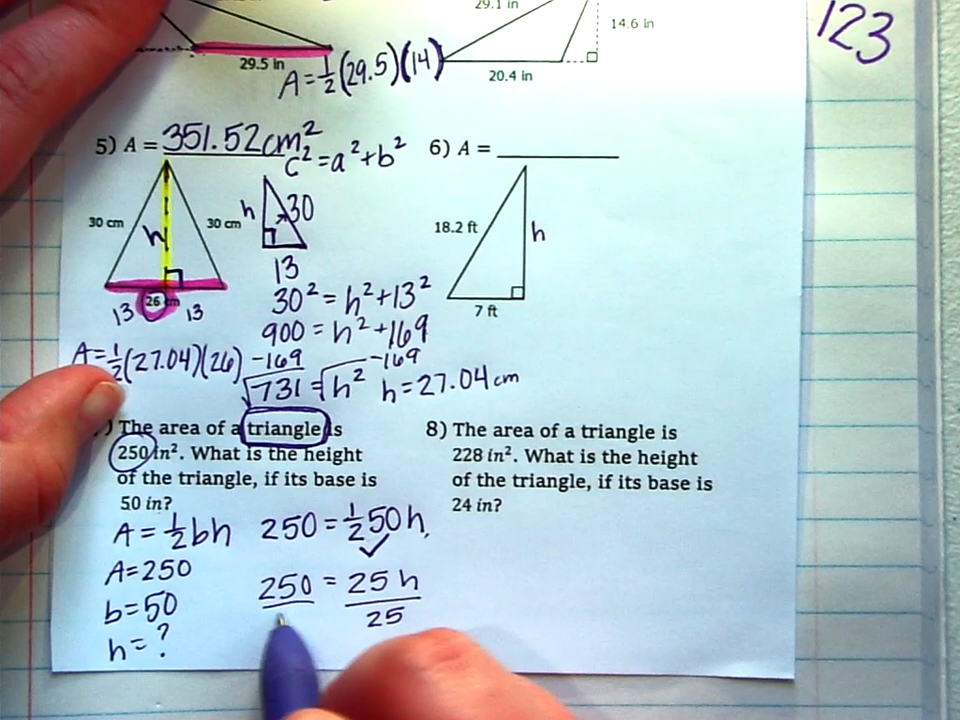 29.1 in
14.6 in
123
29.5 in
A = 1/2 (29.5)(14)
20.4 in
5) A = 351.52 cm²
c² = a² + b²
6) A =
30 cm
h
30 cm
h
30
13
18.2 ft
h
7 ft
26 cm
13
13
30² = h² + 13²
900 = h² + 169
A = 1/2 (27.04)(26)
-169
-169
√731 = √h²
h = 27.04 cm
) The area of a triangle is
250 in². What is the height
of the triangle, if its base is
50 in?
8) The area of a triangle is
228 in². What is the height
of the triangle, if its base is
24 in?
A = 1/2 bh
250 = 1/2 50 h
A = 250
b = 50
h = ?
250 = 25 h
25